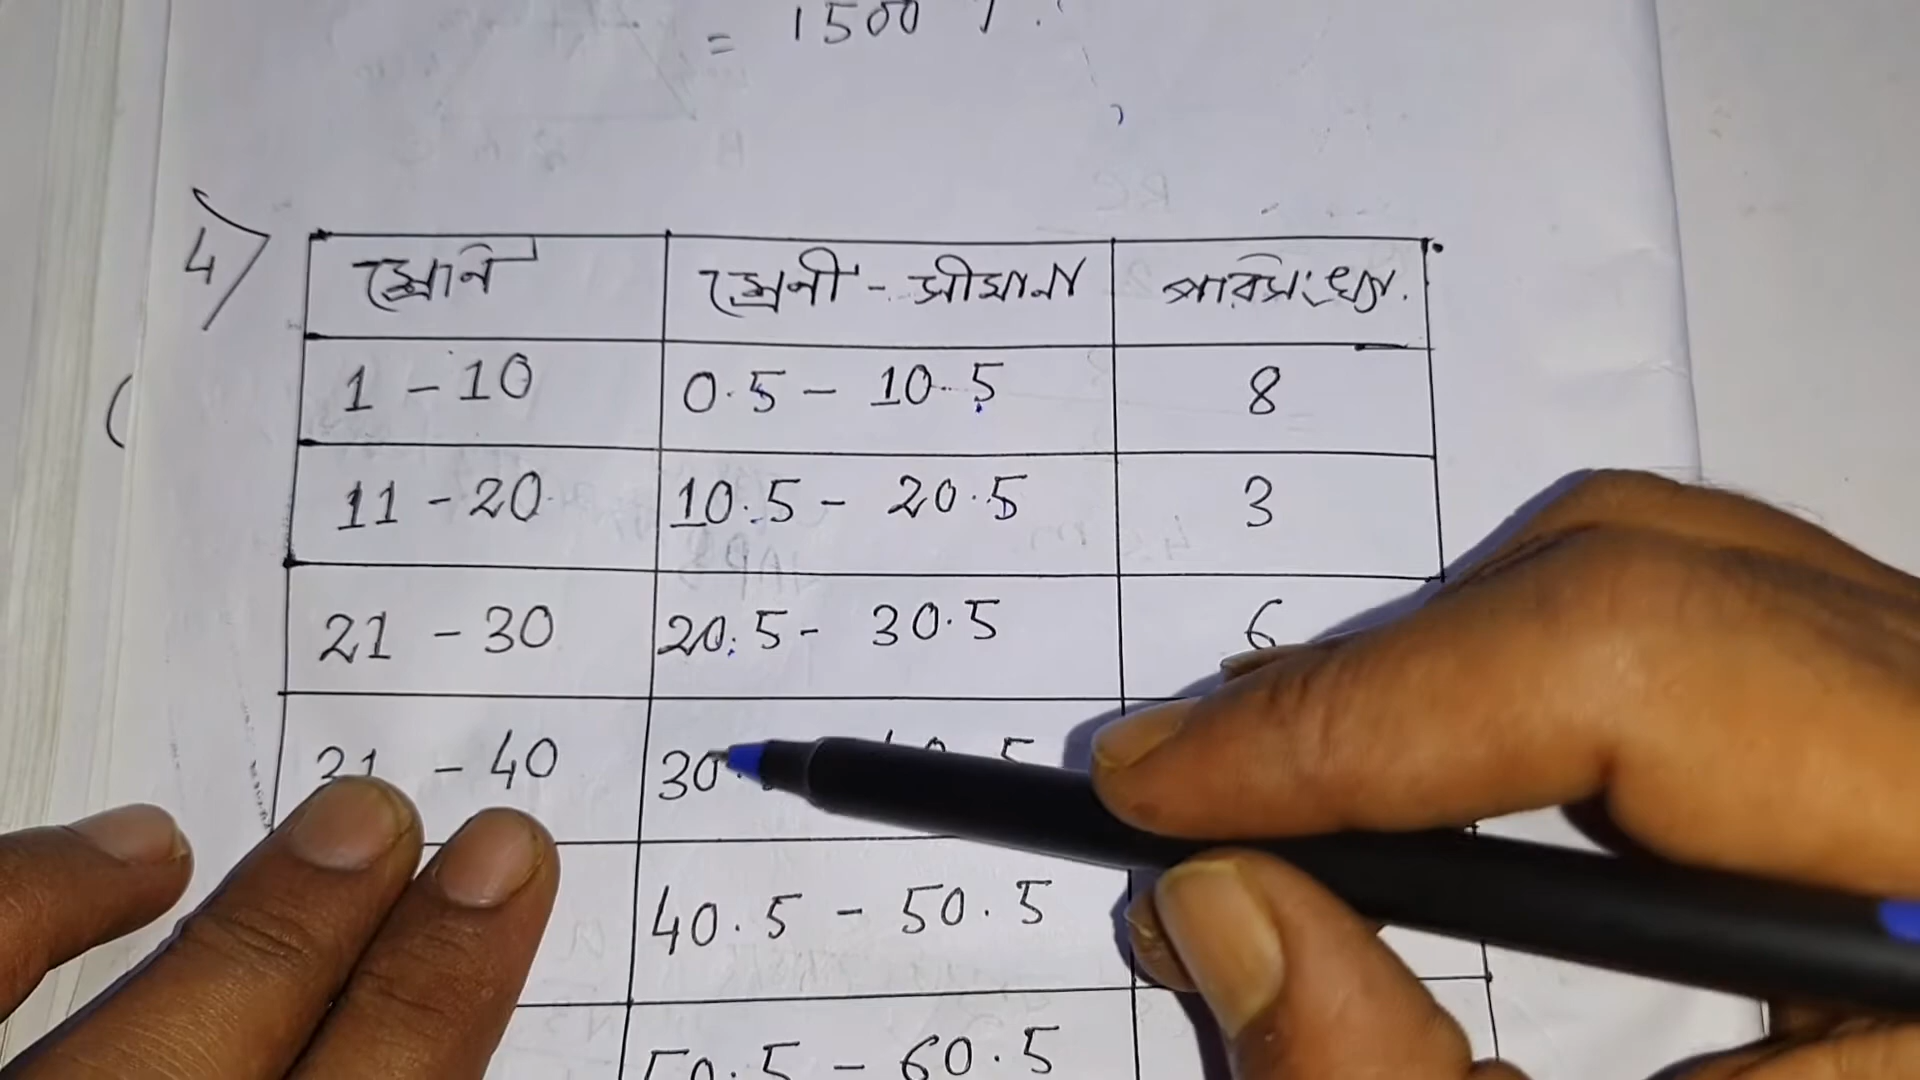 = 1500
4)
শ্রেনি শ্রেনী - সীমানা পরিসংখ্যা.
1 - 10 0.5 - 10.5 8
11 - 20 10.5 - 20.5 3
21 - 30 20.5 - 30.5 6
31 - 40 30.
40.5 - 50.5
50.5 - 60.5